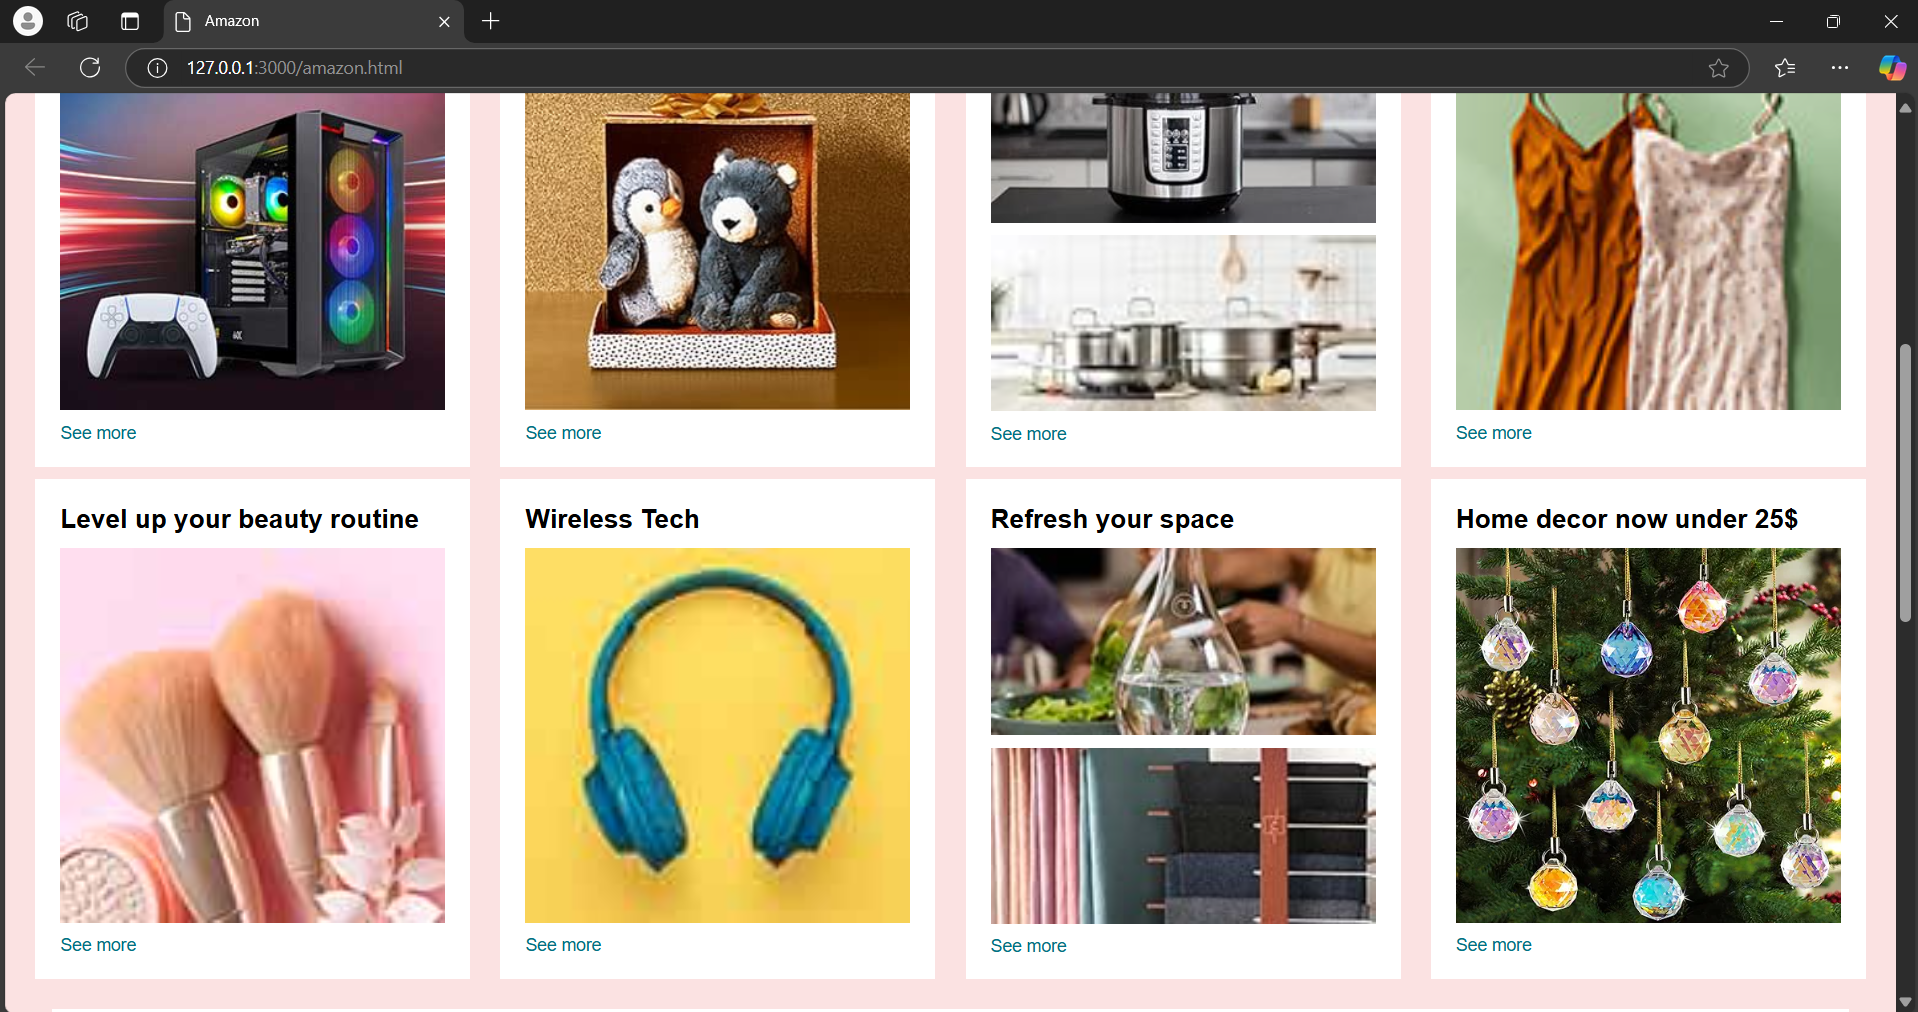 Amazon
127.0.0.1:3000/amazon.html
See more
See more
See more
See more
Level up your beauty routine
Wireless Tech
Refresh your space
Home decor now under 25$
See more
See more
See more
See more